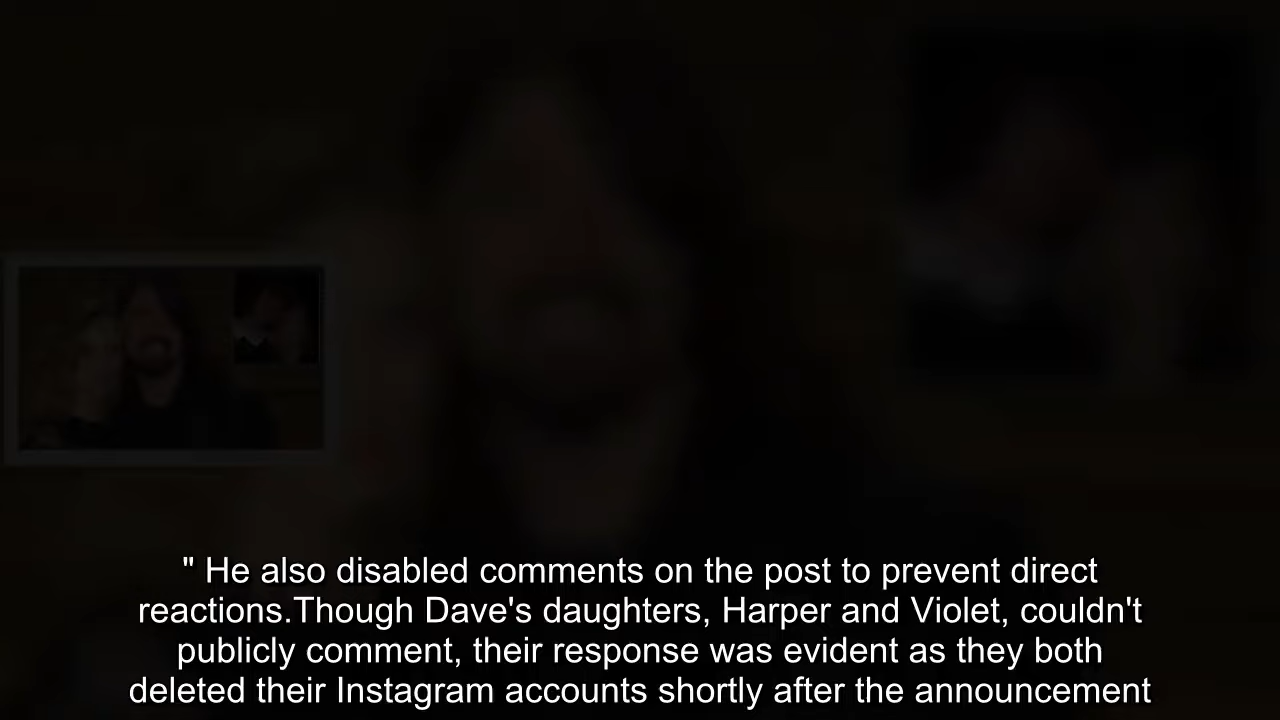 " He also disabled comments on the post to prevent direct
reactions.Though Dave's daughters, Harper and Violet, couldn't
publicly comment, their response was evident as they both
deleted their Instagram accounts shortly after the announcement